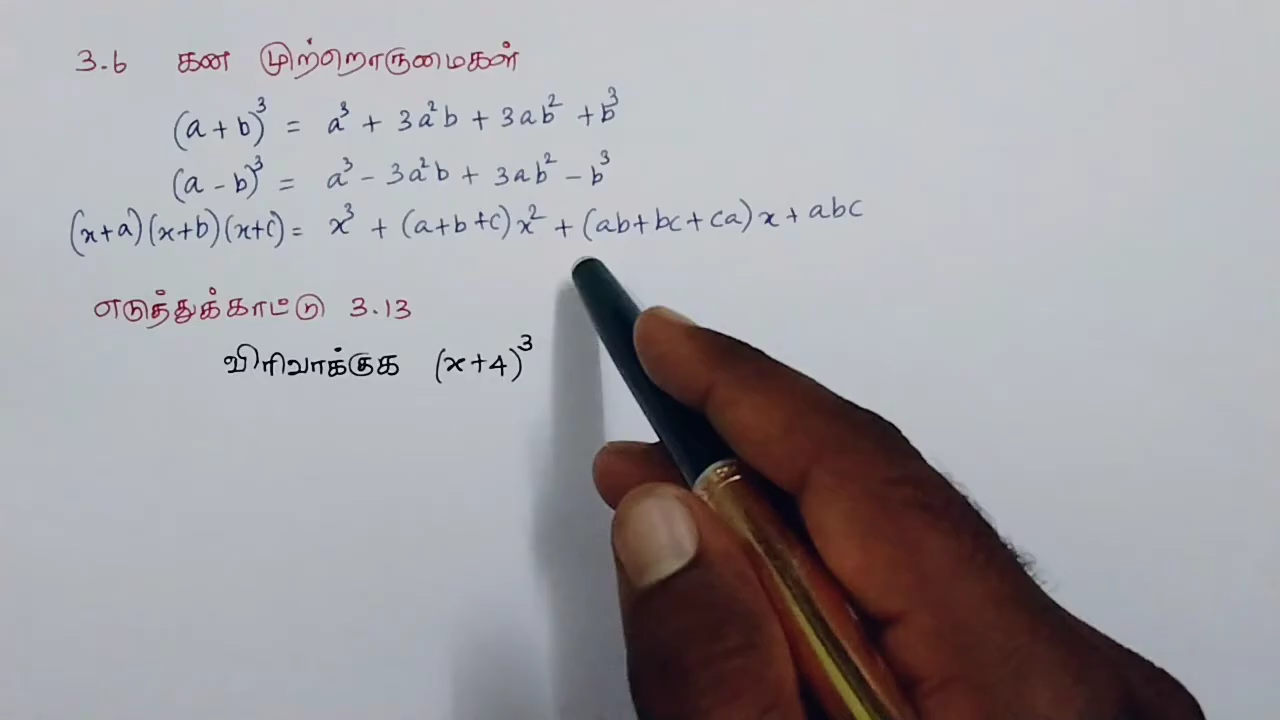 3.6 கன முற்றொருமைகள்
(a + b)³ = a³ + 3a²b + 3ab² + b³
(a - b)³ = a³ - 3a²b + 3ab² - b³
(x+a)(x+b)(x+c) = x³ + (a+b+c)x² + (ab+bc+ca)x + abc
எடுத்துக்காட்டு 3.13
விரிவாக்குக (x+4)³